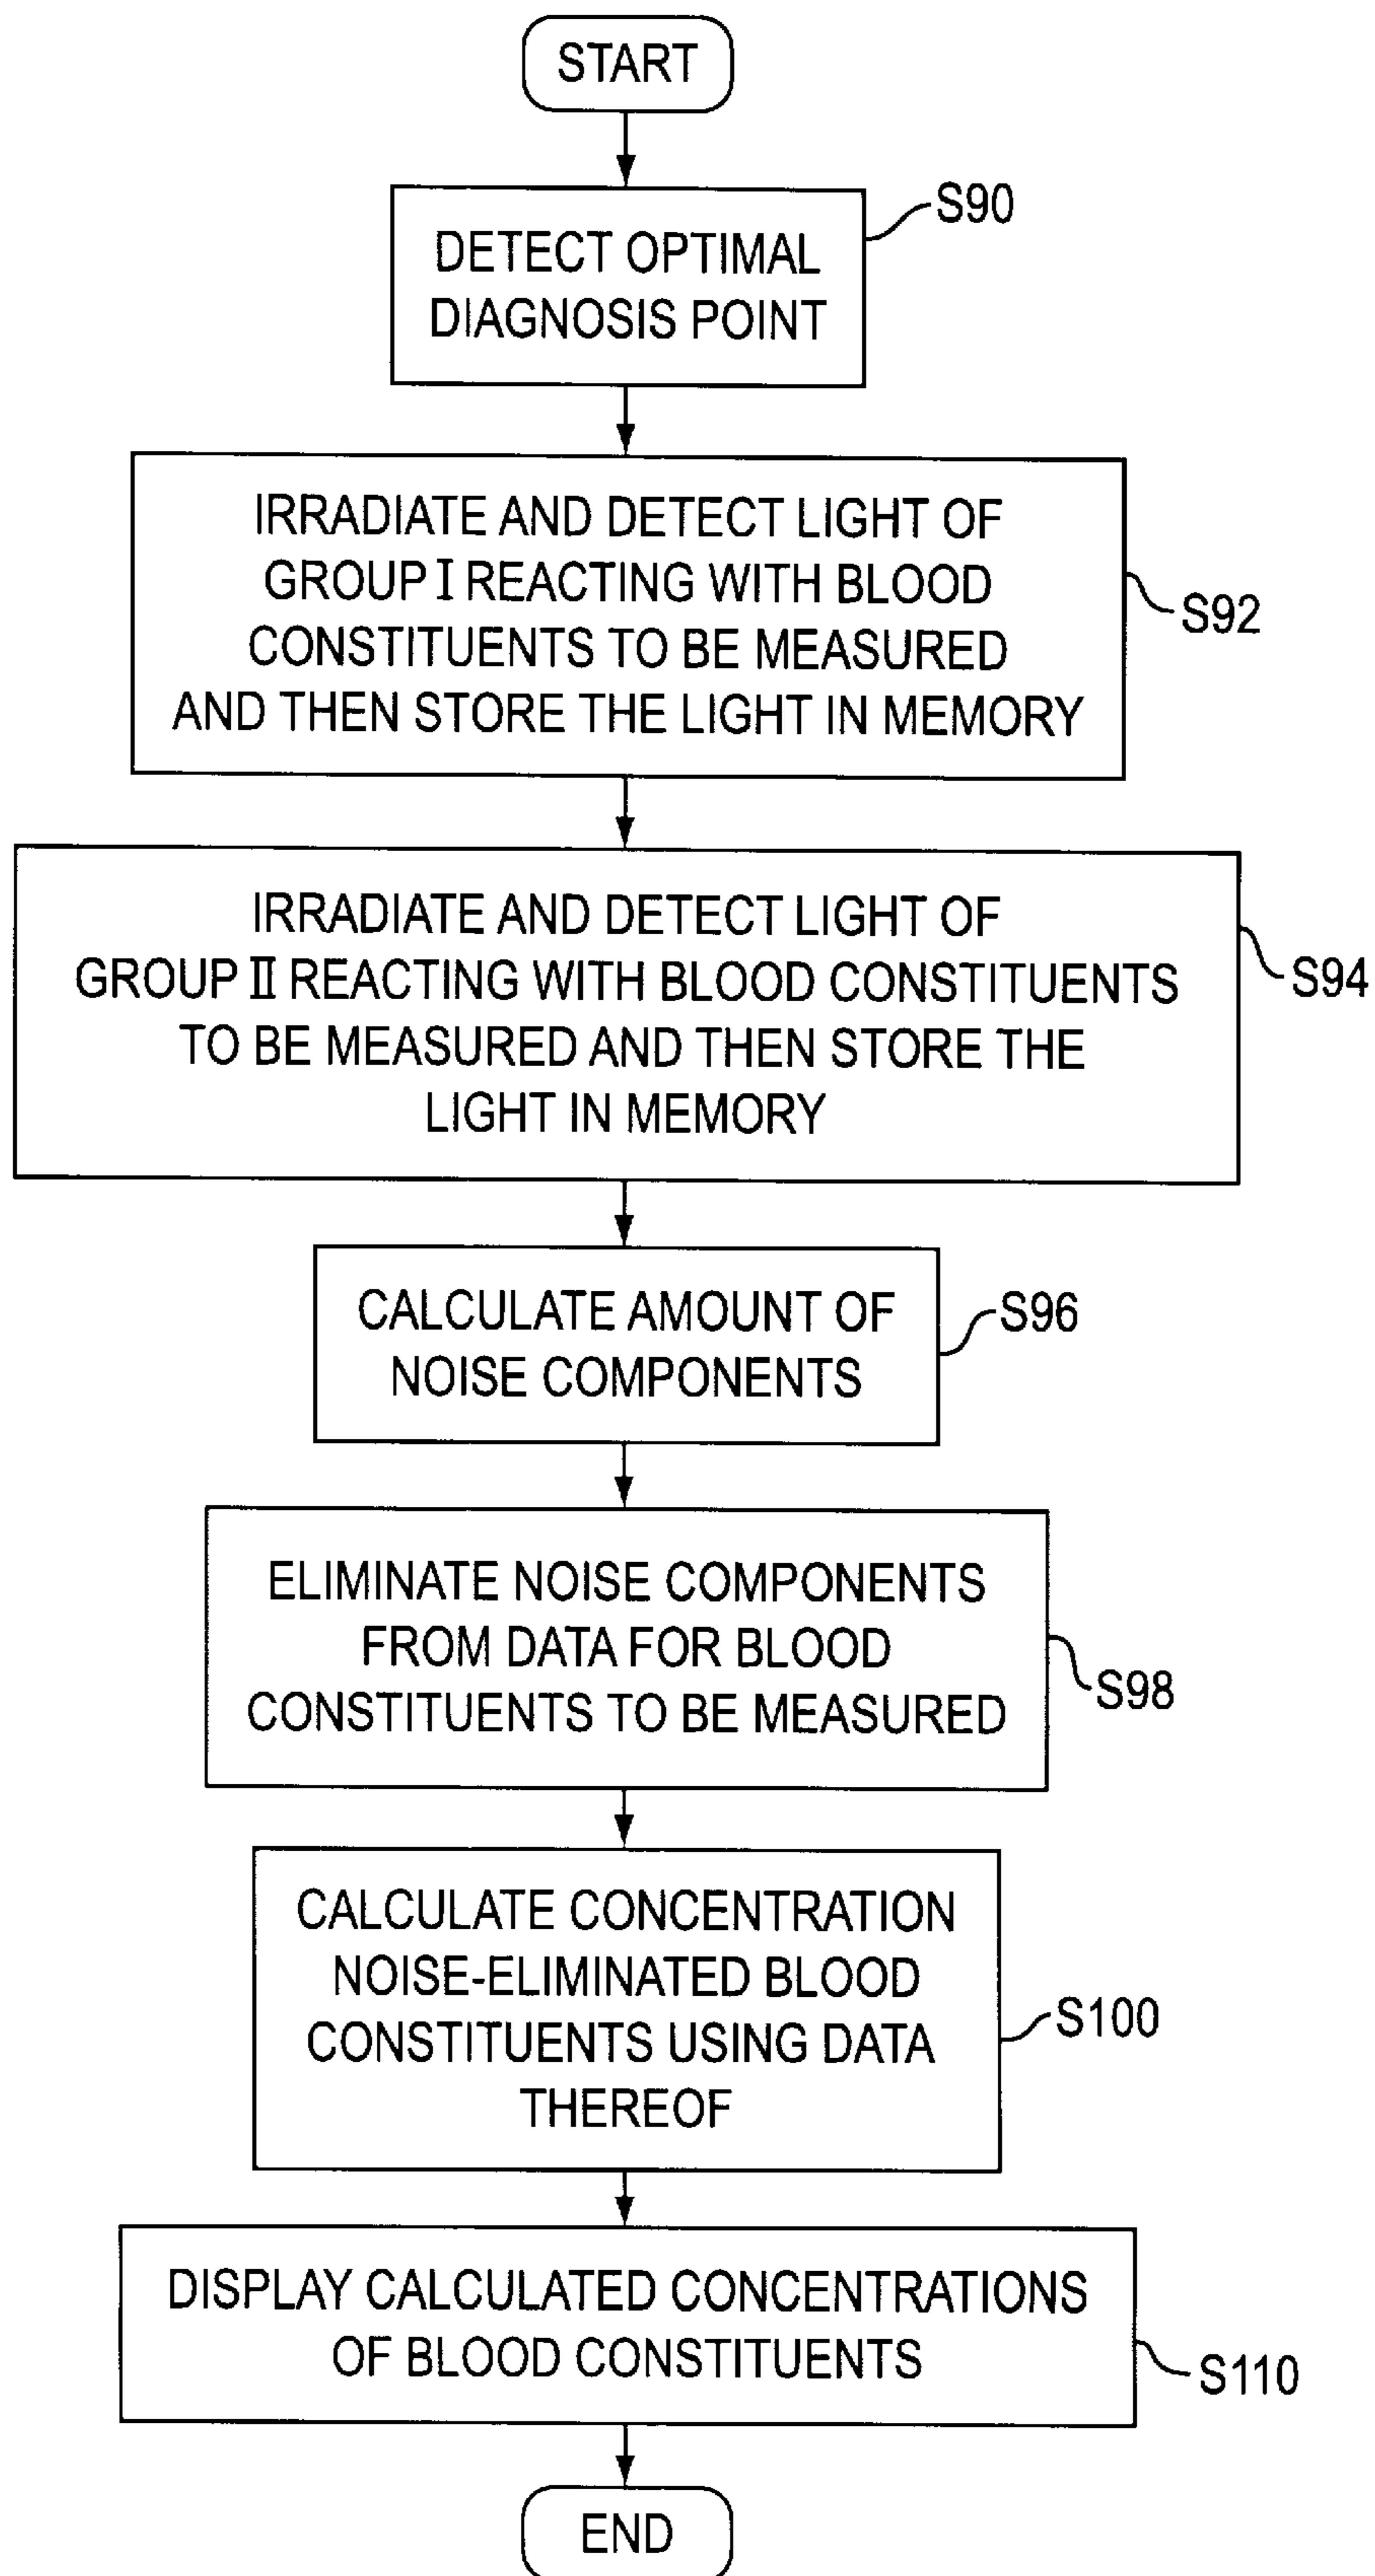 START
S90
DETECT OPTIMAL
DIAGNOSIS POINT
IRRADIATE AND DETECT LIGHT OF
GROUP I REACTING WITH BLOOD
CONSTITUENTS TO BE MEASURED
AND THEN STORE THE LIGHT IN MEMORY
S92
IRRADIATE AND DETECT LIGHT OF
GROUP II REACTING WITH BLOOD CONSTITUENTS
TO BE MEASURED AND THEN STORE THE
LIGHT IN MEMORY
S94
CALCULATE AMOUNT OF
NOISE COMPONENTS
S96
ELIMINATE NOISE COMPONENTS
FROM DATA FOR BLOOD
CONSTITUENTS TO BE MEASURED
S98
CALCULATE CONCENTRATION
NOISE-ELIMINATED BLOOD
CONSTITUENTS USING DATA
THEREOF
S100
DISPLAY CALCULATED CONCENTRATIONS
OF BLOOD CONSTITUENTS
S110
END